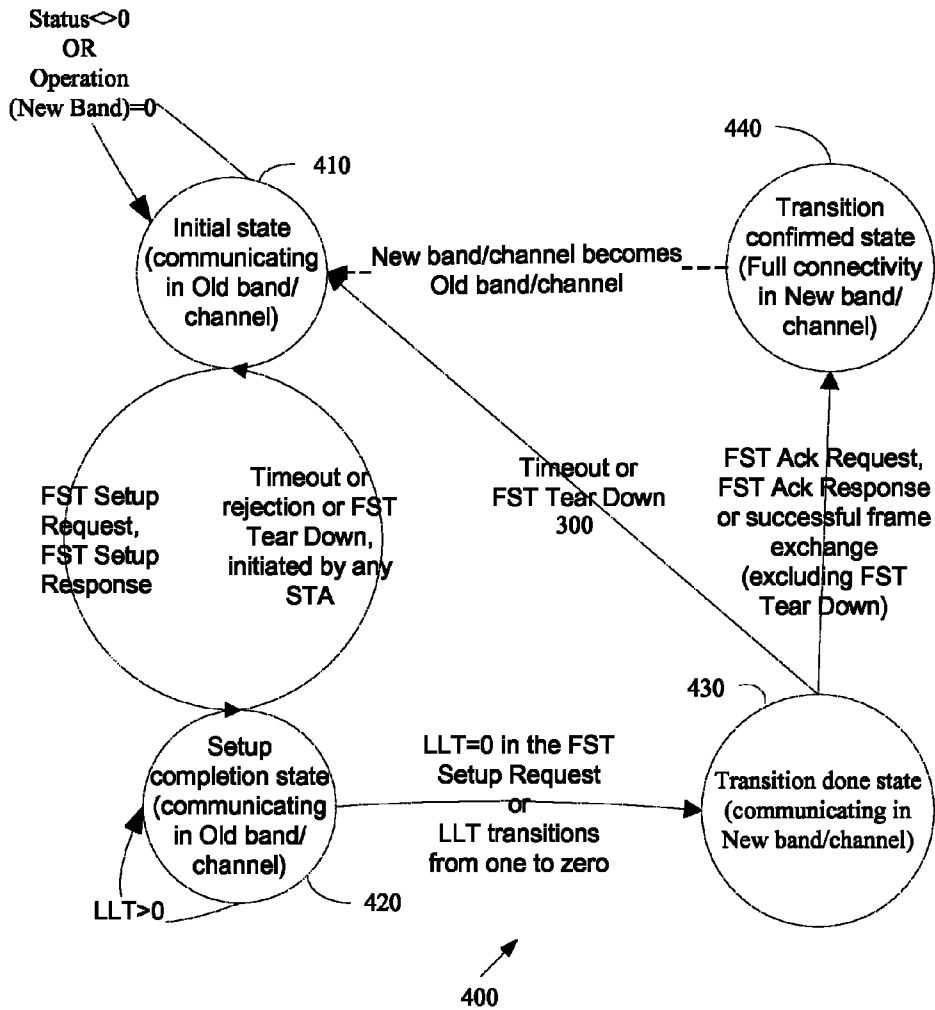 Status<>0
OR
Operation
(New Band)=0
410
440
Initial state
(communicating
in Old band/
channel)
New band/channel becomes
Old band/channel
Transition
confirmed state
(Full connectivity
in New band/
channel)
FST Setup
Request,
FST Setup
Response
Timeout or
rejection or FST
Tear Down,
initiated by any
STA
Timeout or
FST Tear Down
300
FST Ack Request,
FST Ack Response
or successful frame
exchange
(excluding FST
Tear Down)
430
Setup
completion state
(communicating
in Old band/
channel)
LLT=0 in the FST
Setup Request
or
LLT transitions
from one to zero
Transition done state
(communicating in
New band/channel)
LLT>0
420
400